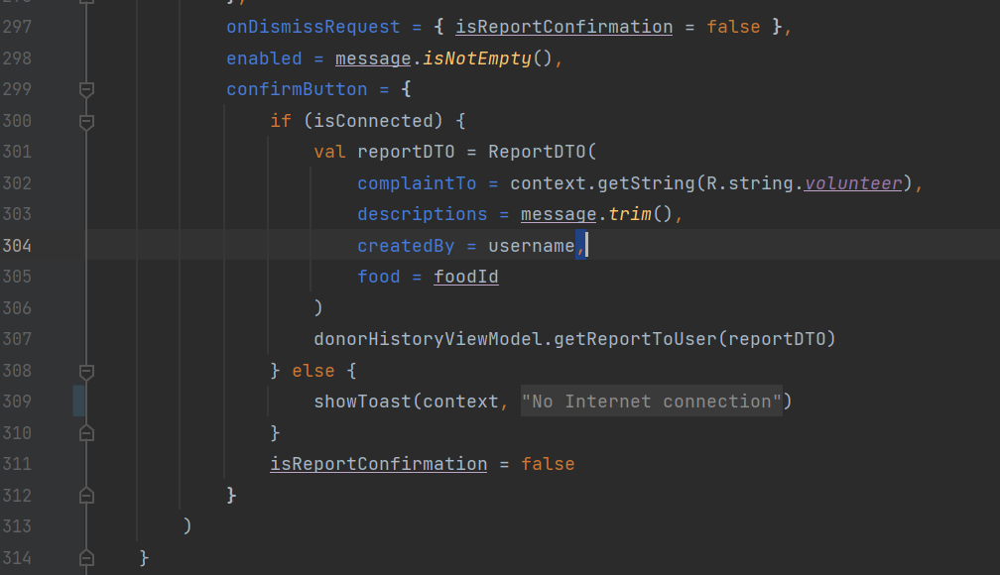 297 onDismissRequest = { isReportConfirmation = false },
298 enabled = message.isNotEmpty(),
299 confirmButton = {
300 if (isConnected) {
301 val reportDTO = ReportDTO(
302 complaintTo = context.getString(R.string.volunteer),
303 descriptions = message.trim(),
304 createdBy = username,
305 food = foodId
306 )
307 donorHistoryViewModel.getReportToUser(reportDTO)
308 } else {
309 showToast(context, "No Internet connection")
310 }
311 isReportConfirmation = false
312 }
313 )
314 }